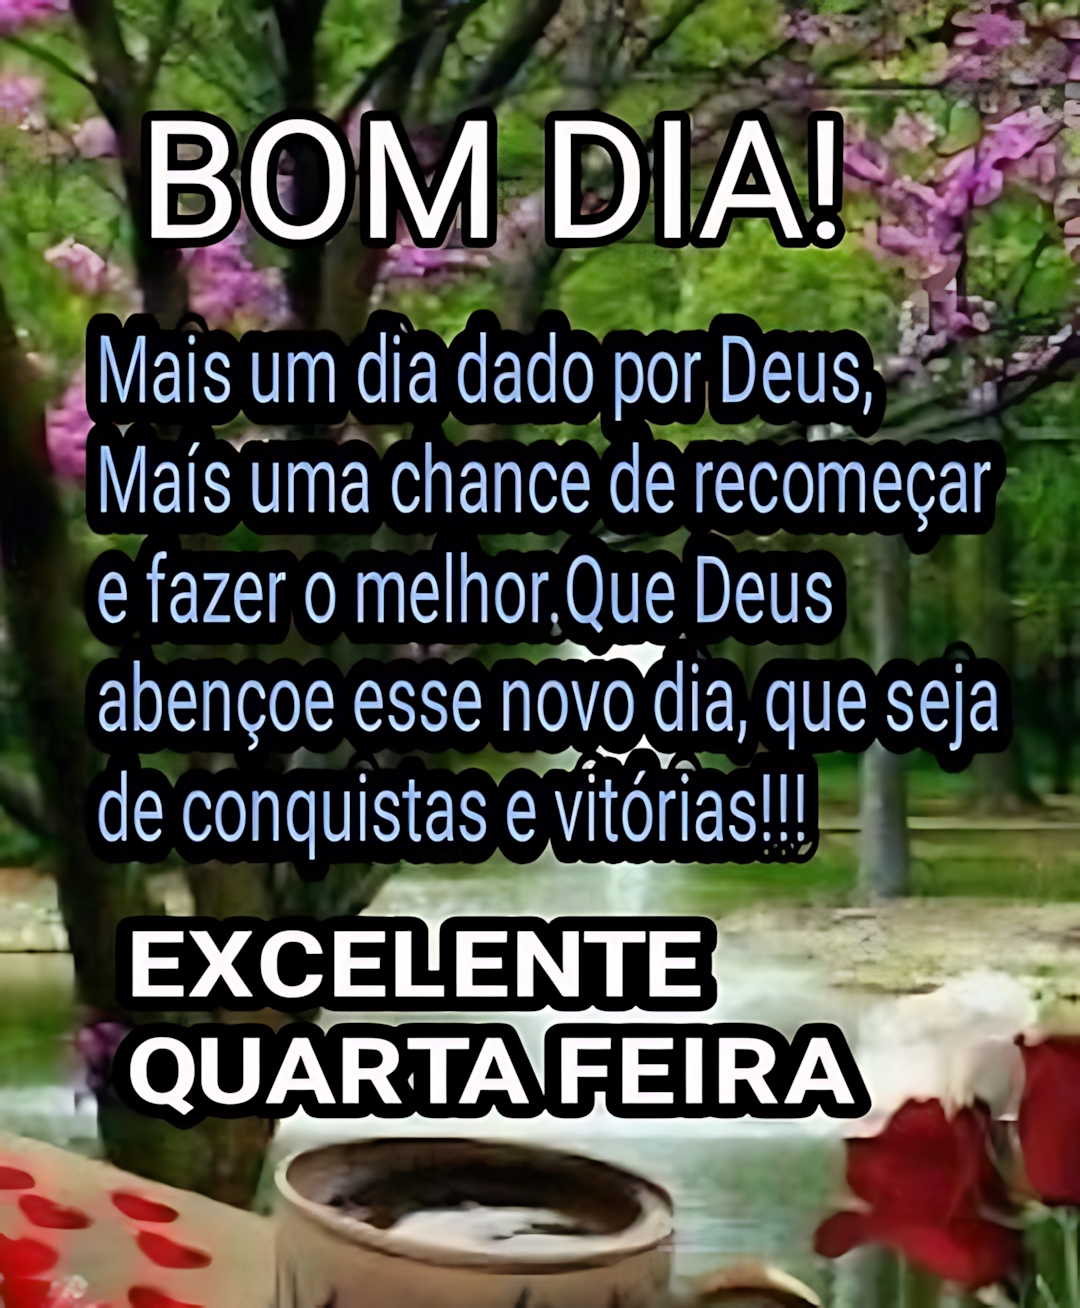 BOM DIA!
Mais um dia dado por Deus,
Maís uma chance de recomeçar
e fazer o melhor.Que Deus
abençoe esse novo dia, que seja
de conquistas e vitórias!!!
EXCELENTE
QUARTA FEIRA